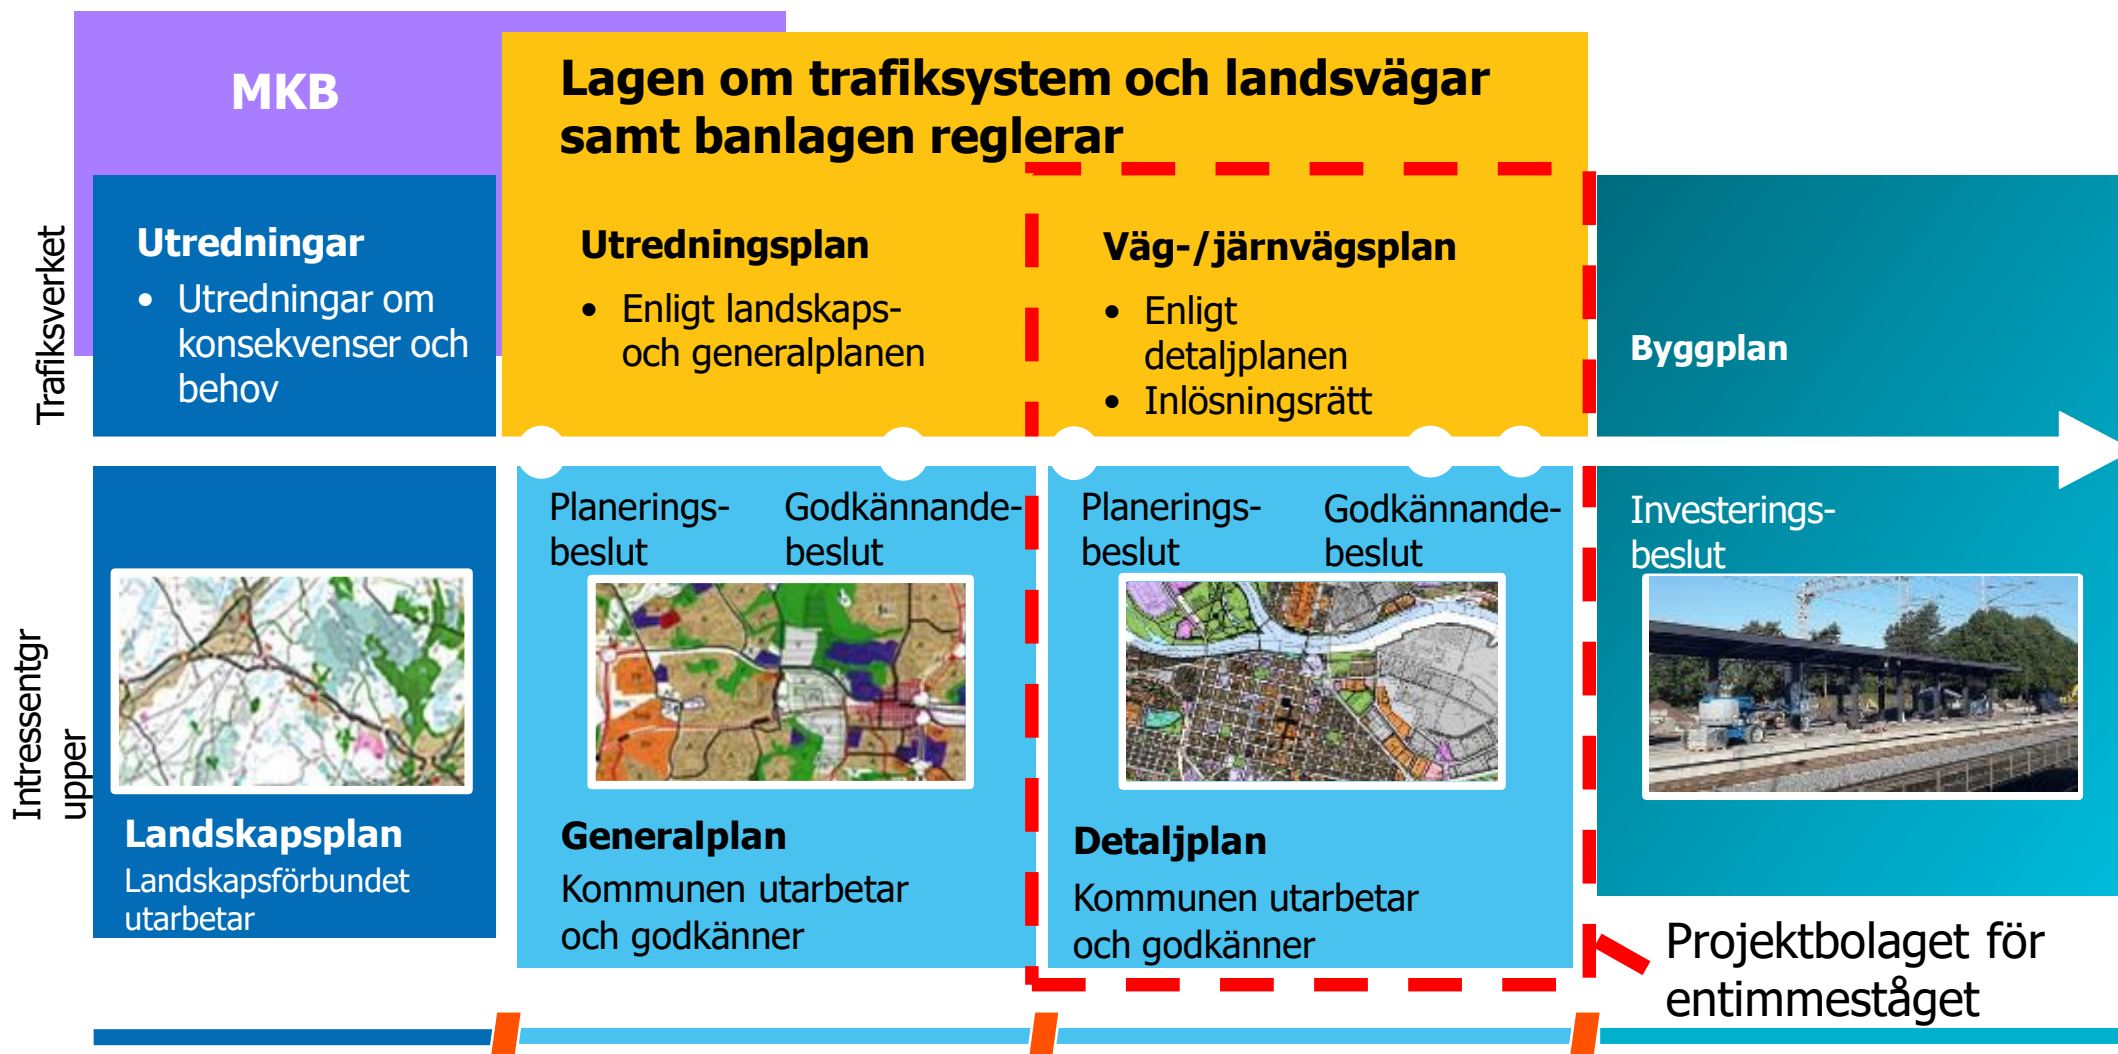 MKB
Lagen om trafiksystem och landsvägar
samt banlagen reglerar
Trafiksverket
Utredningar
• Utredningar om
konsekvenser och
behov
Utredningsplan
• Enligt landskaps-
och generalplanen
Väg-/järnvägsplan
• Enligt
detaljplanen
• Inlösningsrätt
Byggplan
Intressentgr
upper
Planerings-
beslut
Godkännande-
beslut
Planerings-
beslut
Godkännande-
beslut
Investerings-
beslut
Landskapsplan
Landskapsförbundet
utarbetar
Generalplan
Kommunen utarbetar
och godkänner
Detaljplan
Kommunen utarbetar
och godkänner
Projektbolaget för
entimmeståget